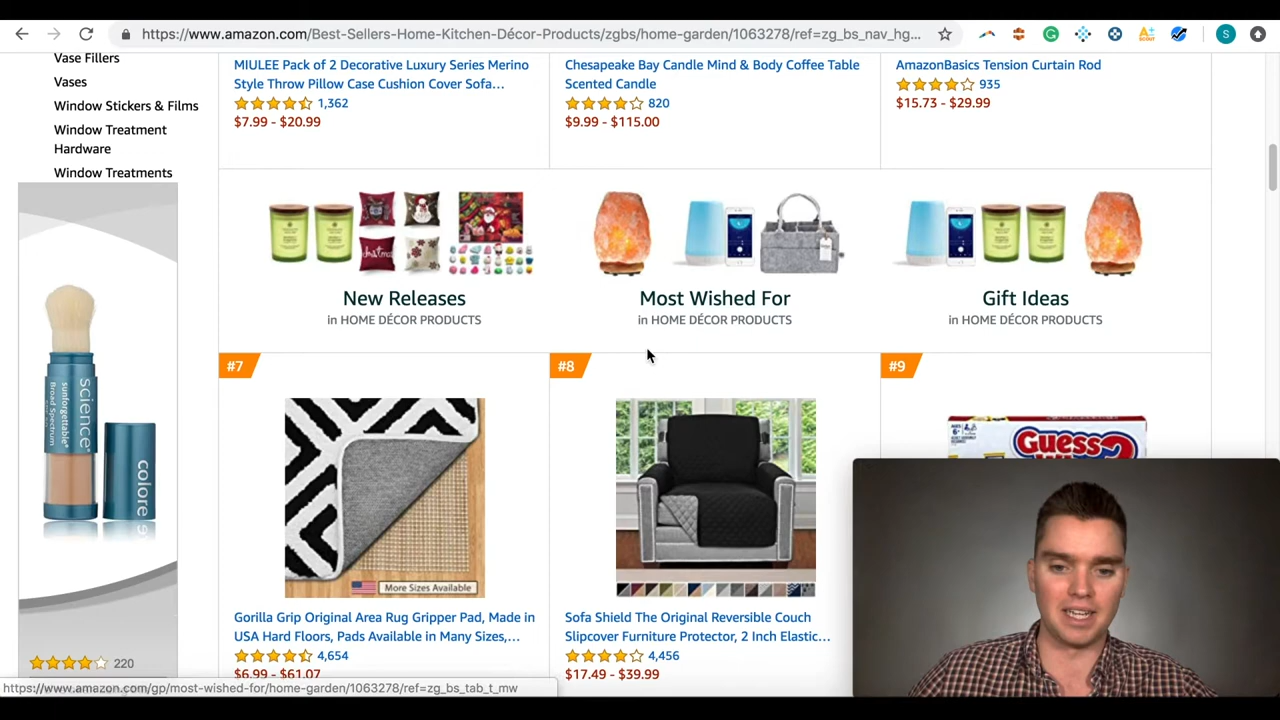 https://www.amazon.com/Best-Sellers-Home-Kitchen-Décor-Products/zgbs/home-garden/1063278/ref=zg_bs_nav_hg...
S
Vase Fillers
Vases
Window Stickers & Films
Window Treatment
Hardware
Window Treatments
MIULEE Pack of 2 Decorative Luxury Series Merino
Style Throw Pillow Case Cushion Cover Sofa...
1,362
$7.99 - $20.99
Chesapeake Bay Candle Mind & Body Coffee Table
Scented Candle
820
$9.99 - $115.00
AmazonBasics Tension Curtain Rod
935
$15.73 - $29.99
New Releases
in HOME DÉCOR PRODUCTS
Most Wished For
in HOME DÉCOR PRODUCTS
Gift Ideas
in HOME DÉCOR PRODUCTS
#7
More Sizes Available
Gorilla Grip Original Area Rug Gripper Pad, Made in
USA Hard Floors, Pads Available in Many Sizes,...
4,654
$6.99 - $61.07
#8
Sofa Shield The Original Reversible Couch
Slipcover Furniture Protector, 2 Inch Elastic...
4,456
$17.49 - $39.99
#9
Guess
science
sunforgettable
Broad Spectrum
colore
220
https://www.amazon.com/gp/most-wished-for/home-garden/1063278/ref=zg_bs_tab_t_mw